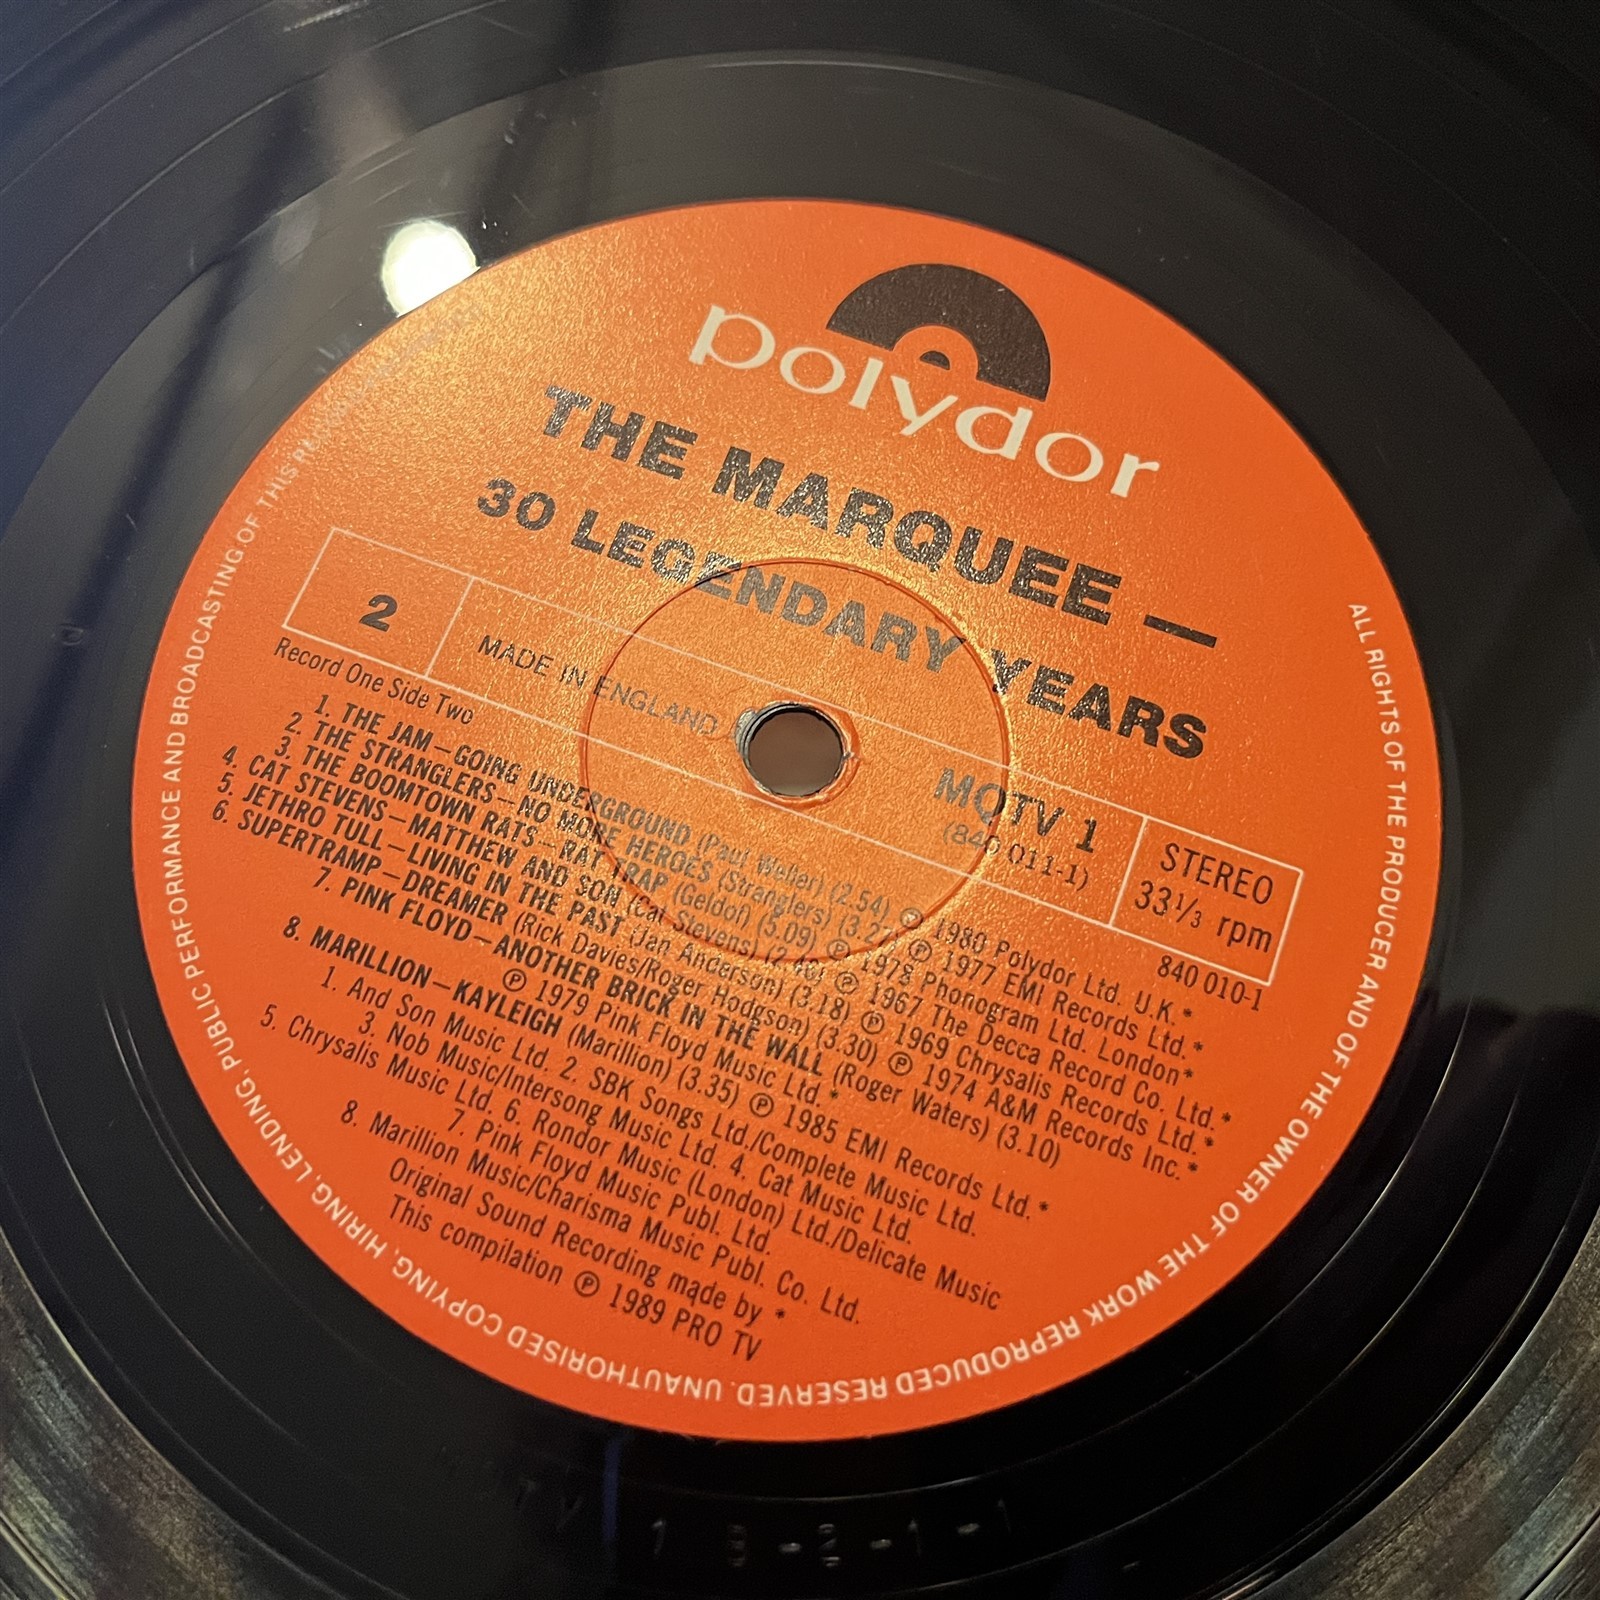 polydor
THE MARQUEE —
30 LEGENDARY YEARS
2
MADE IN ENGLAND
MQTV 1
(840 011-1)
STEREO
33⅓ rpm
Record One Side Two
840 010-1
1. THE JAM – GOING UNDERGROUND (Paul Weller) (2.54) ℗ 1980 Polydor Ltd. U.K.*
2. THE STRANGLERS – NO MORE HEROES (Stranglers) (3.27) ℗ 1977 EMI Records Ltd.*
3. THE BOOMTOWN RATS – RAT TRAP (Geldof) (5.09) ℗ 1978 Phonogram Ltd. London*
4. CAT STEVENS – MATTHEW AND SON (Cat Stevens) (2.40) ℗ 1967 The Decca Record Co. Ltd.*
5. JETHRO TULL – LIVING IN THE PAST (Jan Anderson) (3.18) ℗ 1969 Chrysalis Records Ltd.*
6. SUPERTRAMP – DREAMER (Rick Davies/Roger Hodgson) (3.30) ℗ 1974 A&M Records Inc.*
7. PINK FLOYD – ANOTHER BRICK IN THE WALL (Roger Waters) (3.10)
℗ 1979 Pink Floyd Music Ltd.*
8. MARILLION – KAYLEIGH (Marillion) (3.35) ℗ 1985 EMI Records Ltd.*
1. And Son Music Ltd. 2. SBK Songs Ltd./Complete Music Ltd.
3. Nob Music/Intersong Music Ltd. 4. Cat Music Ltd.
5. Chrysalis Music Ltd. 6. Rondor Music (London) Ltd./Delicate Music
7. Pink Floyd Music Publ. Ltd.
8. Marillion Music/Charisma Music Publ. Co. Ltd.
Original Sound Recording made by *
This compilation ℗ 1989 PRO TV
ALL RIGHTS OF THE PRODUCER AND OF THE OWNER OF THE WORK REPRODUCED RESERVED. UNAUTHORISED COPYING, HIRING, LENDING, PUBLIC PERFORMANCE AND BROADCASTING OF THIS